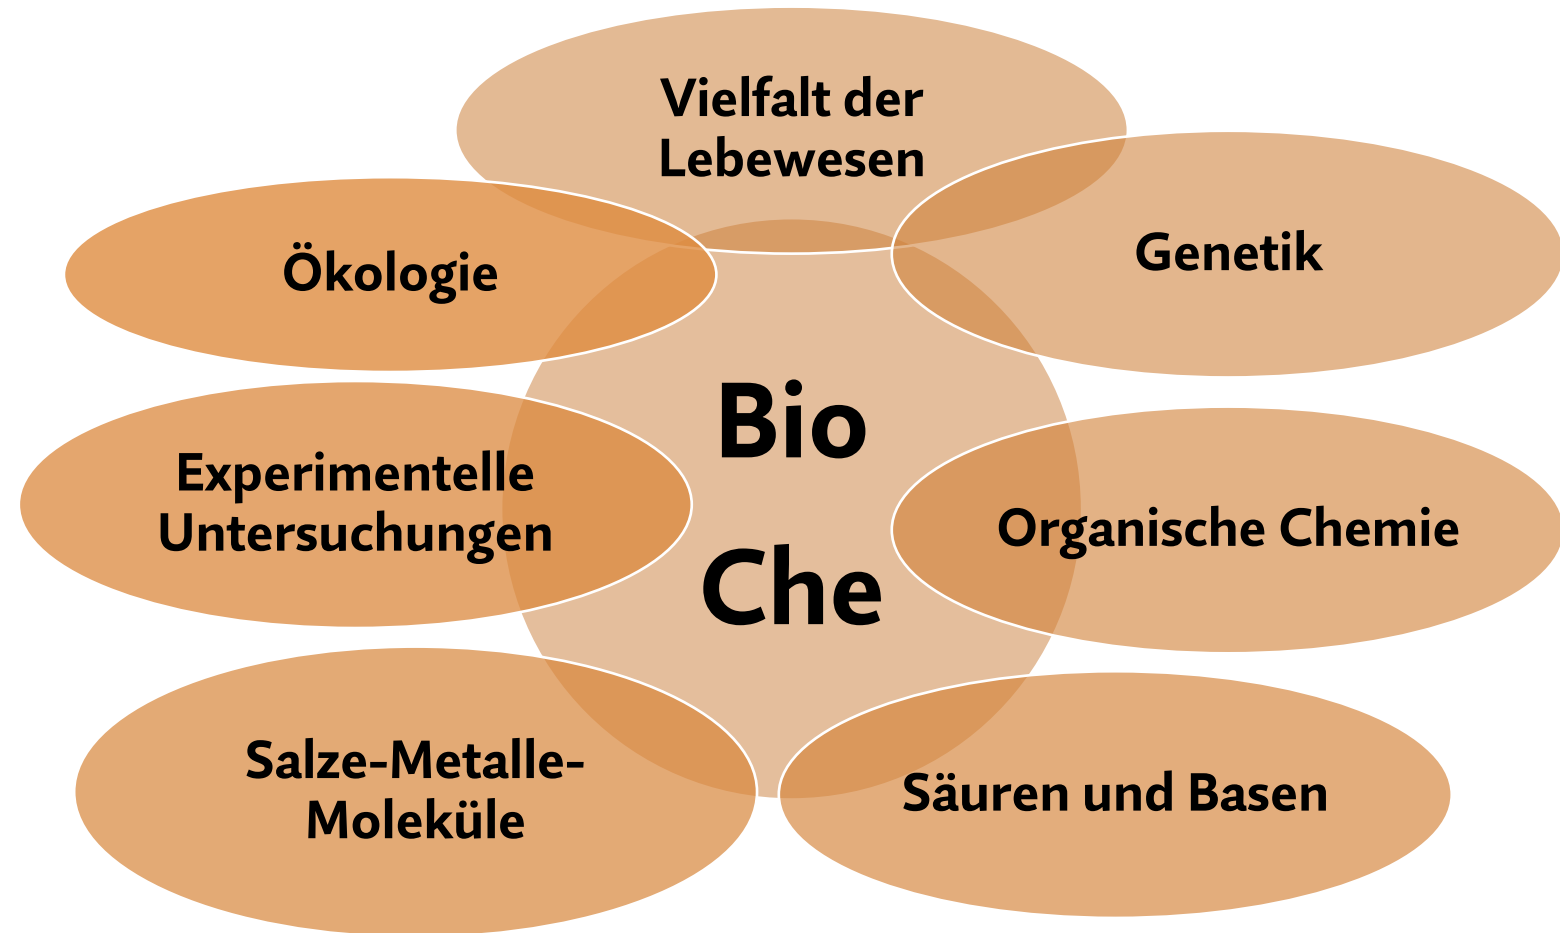 Vielfalt der
Lebewesen
Genetik
Ökologie
Bio
Experimentelle
Untersuchungen
Organische Chemie
Che
Salze-Metalle-
Moleküle
Säuren und Basen